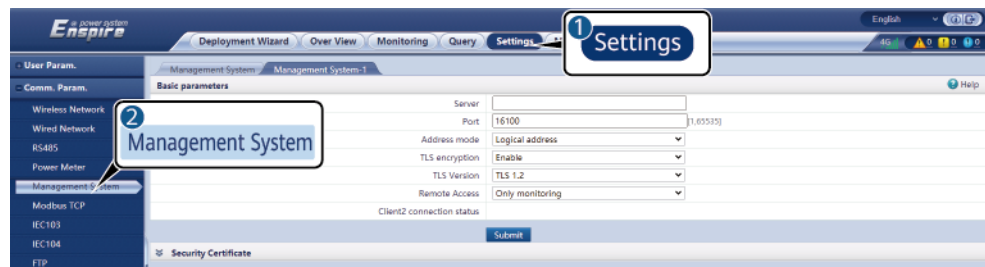 e power system
Enspire
English
Deployment Wizard Over View Monitoring Query Settings
1
Settings
4G 0 0 0
User Param.
Management System Management System-1
Comm. Param.
Basic parameters
Help
Wireless Network
Server
2
Management System
Port 16100 [1,65535]
Wired Network
Address mode Logical address
RS485
TLS encryption Enable
Power Meter
TLS Version TLS 1.2
Management System
Remote Access Only monitoring
Modbus TCP
Client2 connection status
IEC103
Submit
IEC104
Security Certificate
FTP